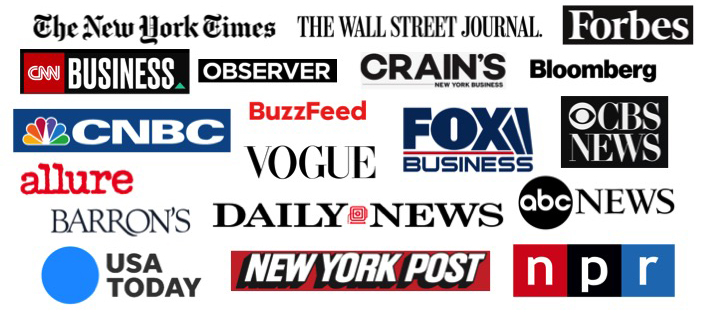 The New York Times
THE WALL STREET JOURNAL.
Forbes
CNN BUSINESS
OBSERVER
CRAIN'S
NEW YORK BUSINESS
Bloomberg
CNBC
BuzzFeed
FOX
BUSINESS
CBS
NEWS
allure
VOGUE
BARRON'S
DAILY NEWS
abc NEWS
USA
TODAY
NEW YORK POST
npr